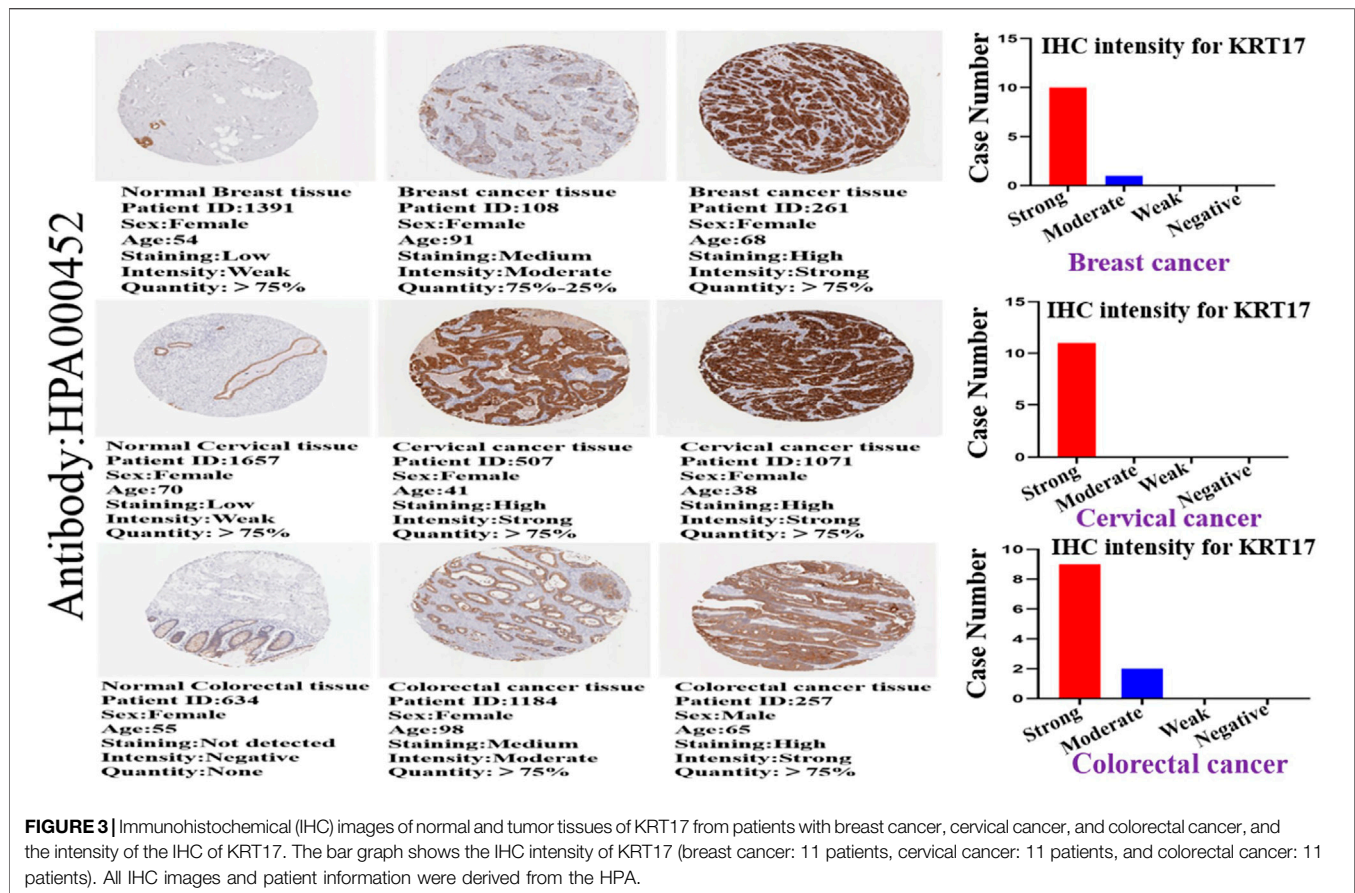 Antibody:HPA000452
Normal Breast tissue
Patient ID:1391
Sex:Female
Age:54
Staining:Low
Intensity:Weak
Quantity: > 75%
Breast cancer tissue
Patient ID:108
Sex:Female
Age:91
Staining:Medium
Intensity:Moderate
Quantity:75%-25%
Breast cancer tissue
Patient ID:261
Sex:Female
Age:68
Staining:High
Intensity:Strong
Quantity: > 75%
IHC intensity for KRT17
Case Number
15
10
5
0
Strong
Moderate
Weak
Negative
Breast cancer
Normal Cervical tissue
Patient ID:1657
Sex:Female
Age:70
Staining:Low
Intensity:Weak
Quantity: > 75%
Cervical cancer tissue
Patient ID:507
Sex:Female
Age:41
Staining:High
Intensity:Strong
Quantity: > 75%
Cervical cancer tissue
Patient ID:1071
Sex:Female
Age:38
Staining:High
Intensity:Strong
Quantity: > 75%
IHC intensity for KRT17
Case Number
15
10
5
0
Strong
Moderate
Weak
Negative
Cervical cancer
Normal Colorectal tissue
Patient ID:634
Sex:Female
Age:55
Staining:Not detected
Intensity:Negative
Quantity:None
Colorectal cancer tissue
Patient ID:1184
Sex:Female
Age:98
Staining:Medium
Intensity:Moderate
Quantity: > 75%
Colorectal cancer tissue
Patient ID:257
Sex:Male
Age:65
Staining:High
Intensity:Strong
Quantity: > 75%
IHC intensity for KRT17
Case Number
10
8
6
4
2
0
Strong
Moderate
Weak
Negative
Colorectal cancer
FIGURE 3 | Immunohistochemical (IHC) images of normal and tumor tissues of KRT17 from patients with breast cancer, cervical cancer, and colorectal cancer, and
the intensity of the IHC of KRT17. The bar graph shows the IHC intensity of KRT17 (breast cancer: 11 patients, cervical cancer: 11 patients, and colorectal cancer: 11
patients). All IHC images and patient information were derived from the HPA.